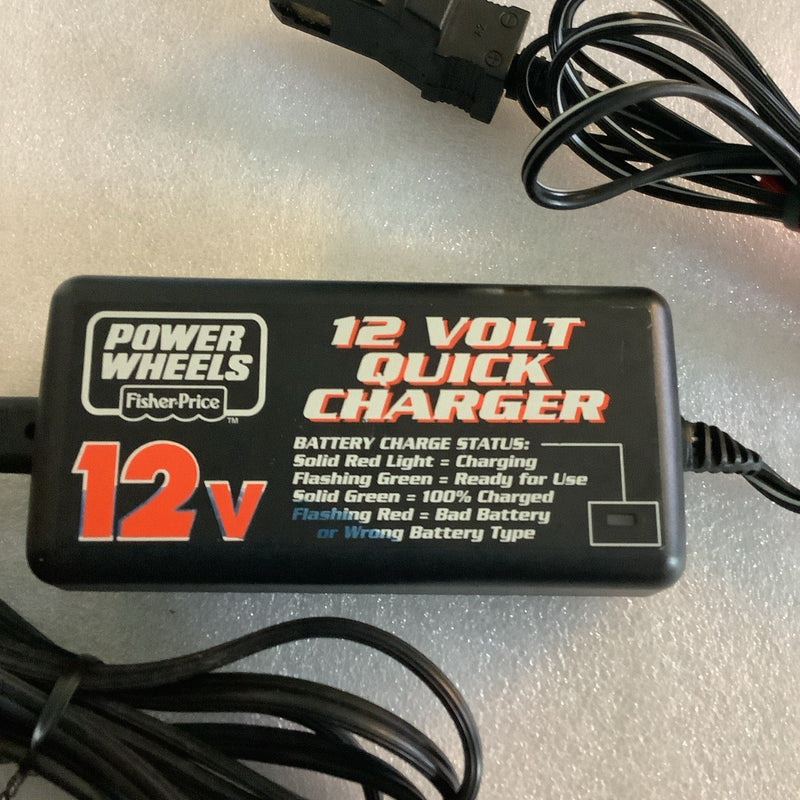 POWER
WHEELS
Fisher-Price
™
12V
12 VOLT
QUICK
CHARGER
BATTERY CHARGE STATUS:
Solid Red Light = Charging
Flashing Green = Ready for Use
Solid Green = 100% Charged
Flashing Red = Bad Battery
or Wrong Battery Type